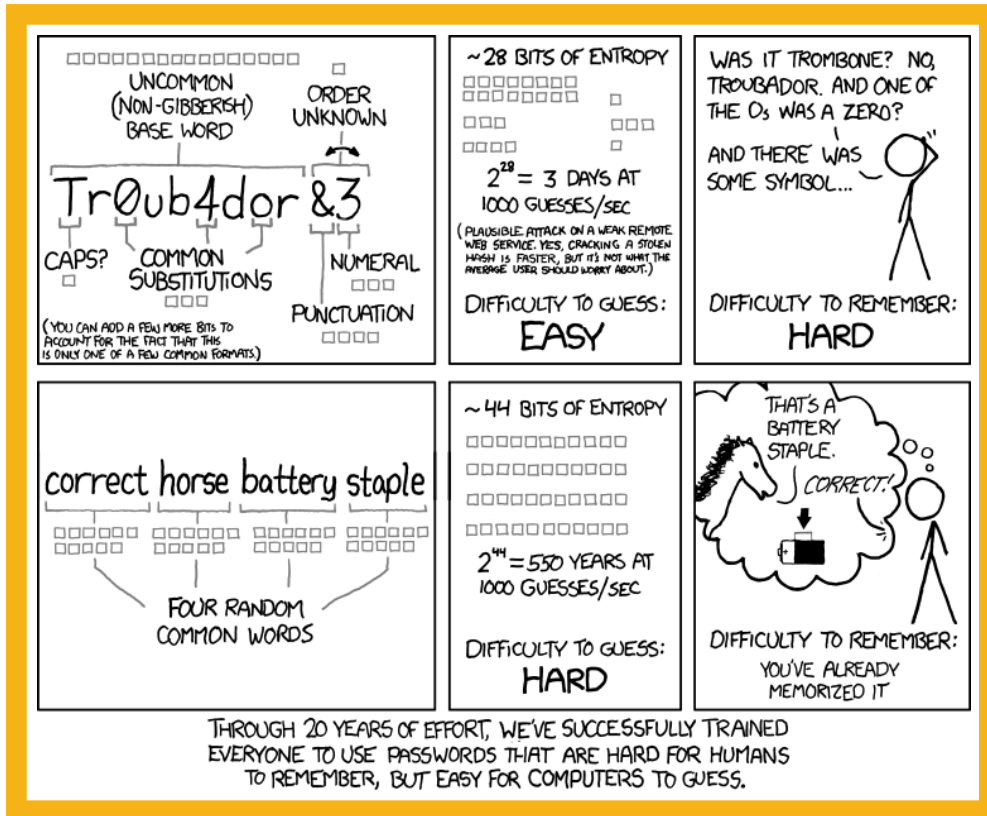 UNCOMMON
(NON-GIBBERISH)
BASE WORD
ORDER
UNKNOWN
Tr0ub4dor &3
CAPS?
COMMON
SUBSTITUTIONS
NUMERAL
PUNCTUATION
(YOU CAN ADD A FEW MORE BITS TO
ACCOUNT FOR THE FACT THAT THIS
IS ONLY ONE OF A FEW COMMON FORMATS.)
~28 BITS OF ENTROPY
2^28 = 3 DAYS AT
1000 GUESSES/SEC
(PLAUSIBLE ATTACK ON A WEAK REMOTE
WEB SERVICE. YES, CRACKING A STOLEN
HASH IS FASTER, BUT IT'S NOT WHAT THE
AVERAGE USER SHOULD WORRY ABOUT.)
DIFFICULTY TO GUESS:
EASY
WAS IT TROMBONE? NO,
TROUBADOR. AND ONE OF
THE Os WAS A ZERO?
AND THERE WAS
SOME SYMBOL...
DIFFICULTY TO REMEMBER:
HARD
correct horse battery staple
FOUR RANDOM
COMMON WORDS
~44 BITS OF ENTROPY
2^44 = 550 YEARS AT
1000 GUESSES/SEC
DIFFICULTY TO GUESS:
HARD
THAT'S A
BATTERY
STAPLE.
CORRECT!
DIFFICULTY TO REMEMBER:
YOU'VE ALREADY
MEMORIZED IT
THROUGH 20 YEARS OF EFFORT, WE'VE SUCCESSFULLY TRAINED
EVERYONE TO USE PASSWORDS THAT ARE HARD FOR HUMANS
TO REMEMBER, BUT EASY FOR COMPUTERS TO GUESS.